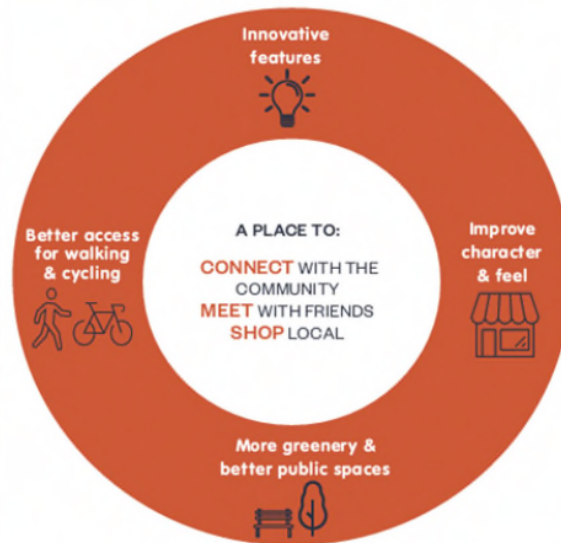 Innovative
features
Better access
for walking
& cycling
A PLACE TO:
CONNECT WITH THE
COMMUNITY
MEET WITH FRIENDS
SHOP LOCAL
Improve
character
& feel
More greenery &
better public spaces